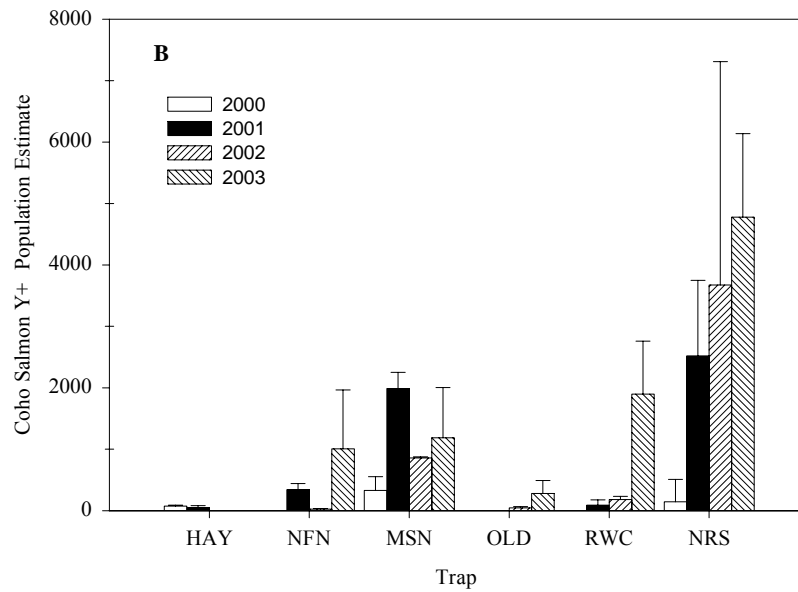 B
2000
2001
2002
2003
Coho Salmon Y+ Population Estimate
8000
6000
4000
2000
0
HAY NFN MSN OLD RWC NRS
Trap